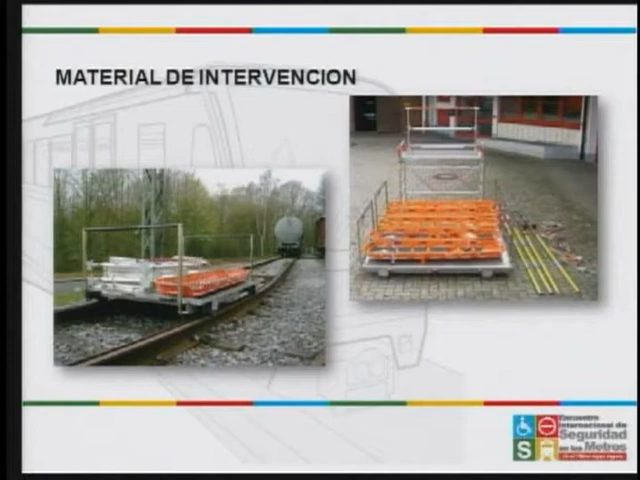 MATERIAL DE INTERVENCION
Encuentro
Internacional de
Seguridad
en los Metros
S